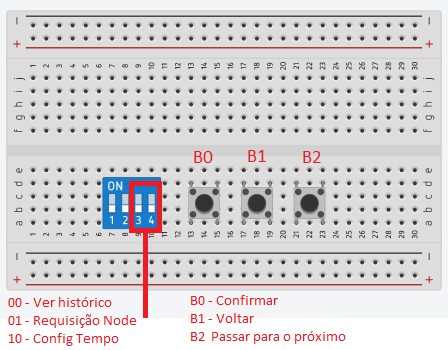 − −
+ +
1 2 3 4 5 6 7 8 9 10 11 12 13 14 15 16 17 18 19 20 21 22 23 24 25 26 27 28 29 30
j j
i i
h h
g g
f f
B0 B1 B2
e e
d d
c c
b b
a a
ON
1 2 3 4
1 2 3 4 5 6 7 8 9 10 11 12 13 14 15 16 17 18 19 20 21 22 23 24 25 26 27 28 29 30
− −
+ +
00 - Ver histórico
01 - Requisição Node
10 - Config Tempo
B0 - Confirmar
B1 - Voltar
B2 Passar para o próximo